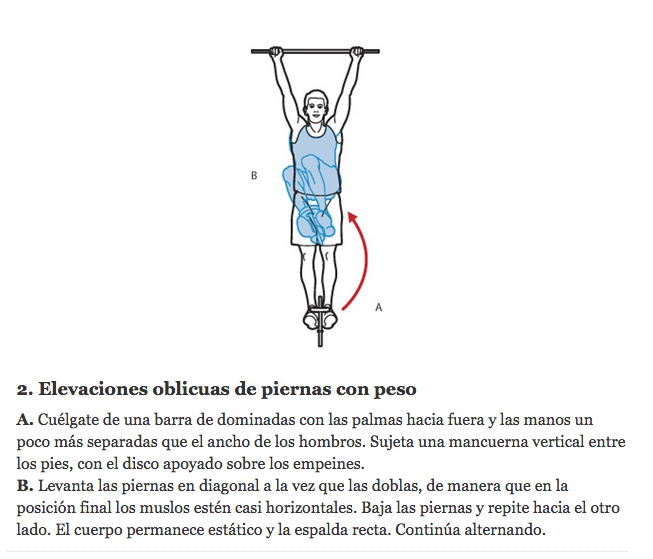 B
A
2. Elevaciones oblicuas de piernas con peso
A. Cuélgate de una barra de dominadas con las palmas hacia fuera y las manos un
poco más separadas que el ancho de los hombros. Sujeta una mancuerna vertical entre
los pies, con el disco apoyado sobre los empeines.
B. Levanta las piernas en diagonal a la vez que las doblas, de manera que en la
posición final los muslos estén casi horizontales. Baja las piernas y repite hacia el otro
lado. El cuerpo permanece estático y la espalda recta. Continúa alternando.